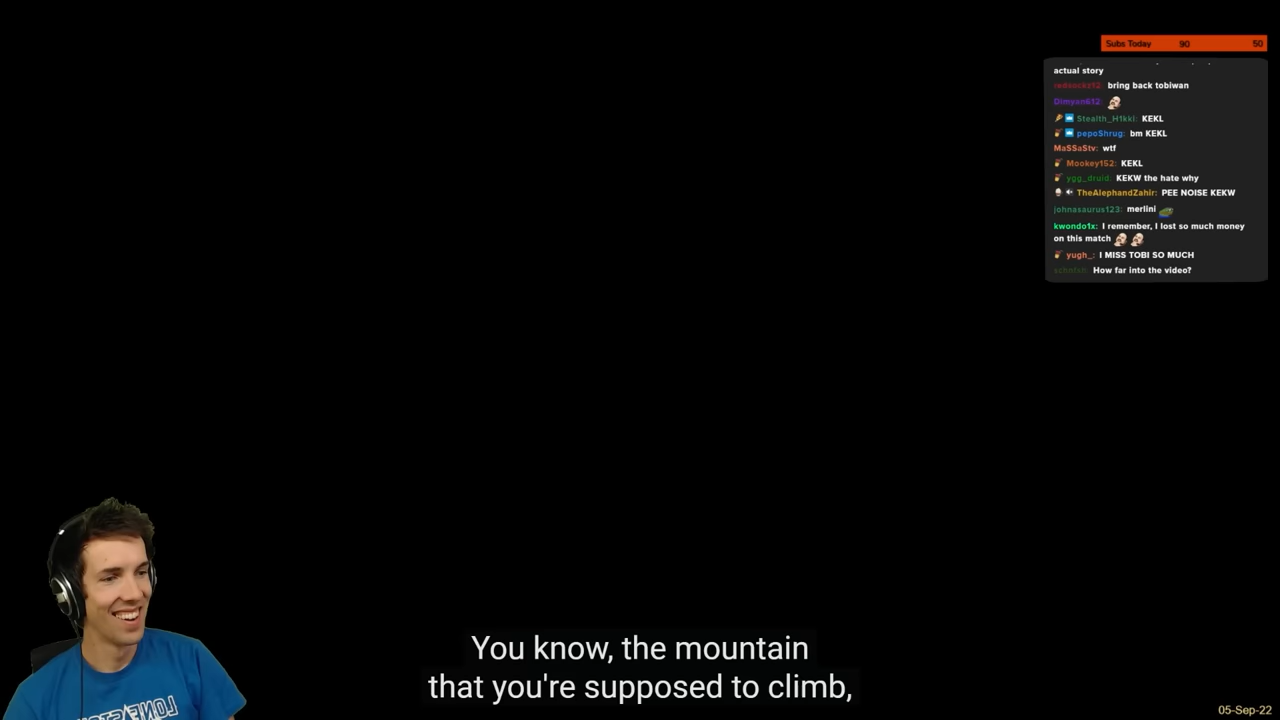 Subs Today 90 50
actual story
redsockz12: bring back tobiwan
Dimyan612:
Stealth_H1kki: KEKL
pepoShrug: bm KEKL
MaSSaStv: wtf
Mookey152: KEKL
ygg_druid: KEKW the hate why
TheAlephandZahir: PEE NOISE KEKW
johnasaurus123: merlini
kwondo1x: I remember, I lost so much money
on this match
yugh_: I MISS TOBI SO MUCH
How far into the video?
You know, the mountain
that you're supposed to climb,
05-Sep-22